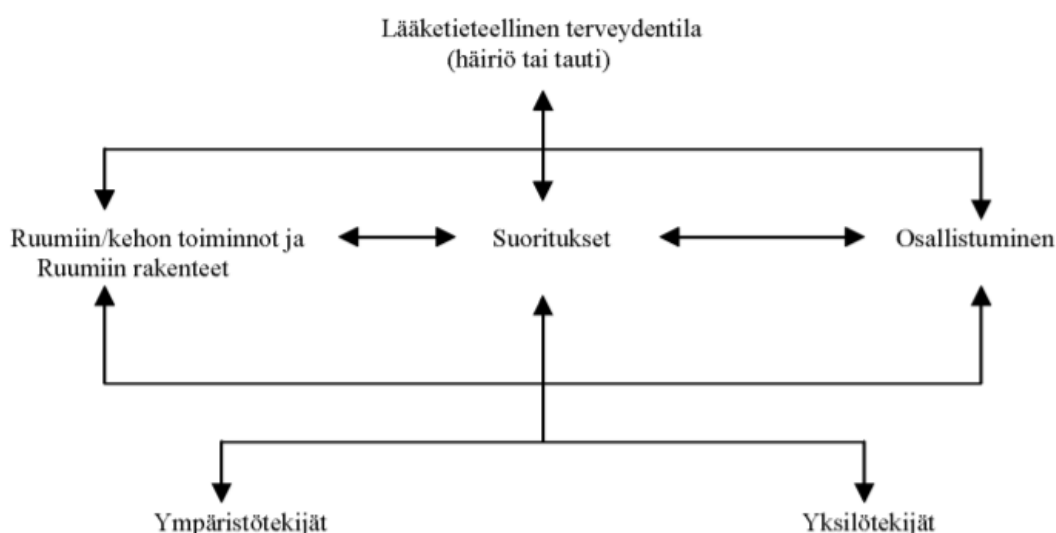 Lääketieteellinen terveydentila
(häiriö tai tauti)
Ruumiin/kehon toiminnot ja
Ruumiin rakenteet
Suoritukset
Osallistuminen
Ympäristötekijät
Yksilötekijät